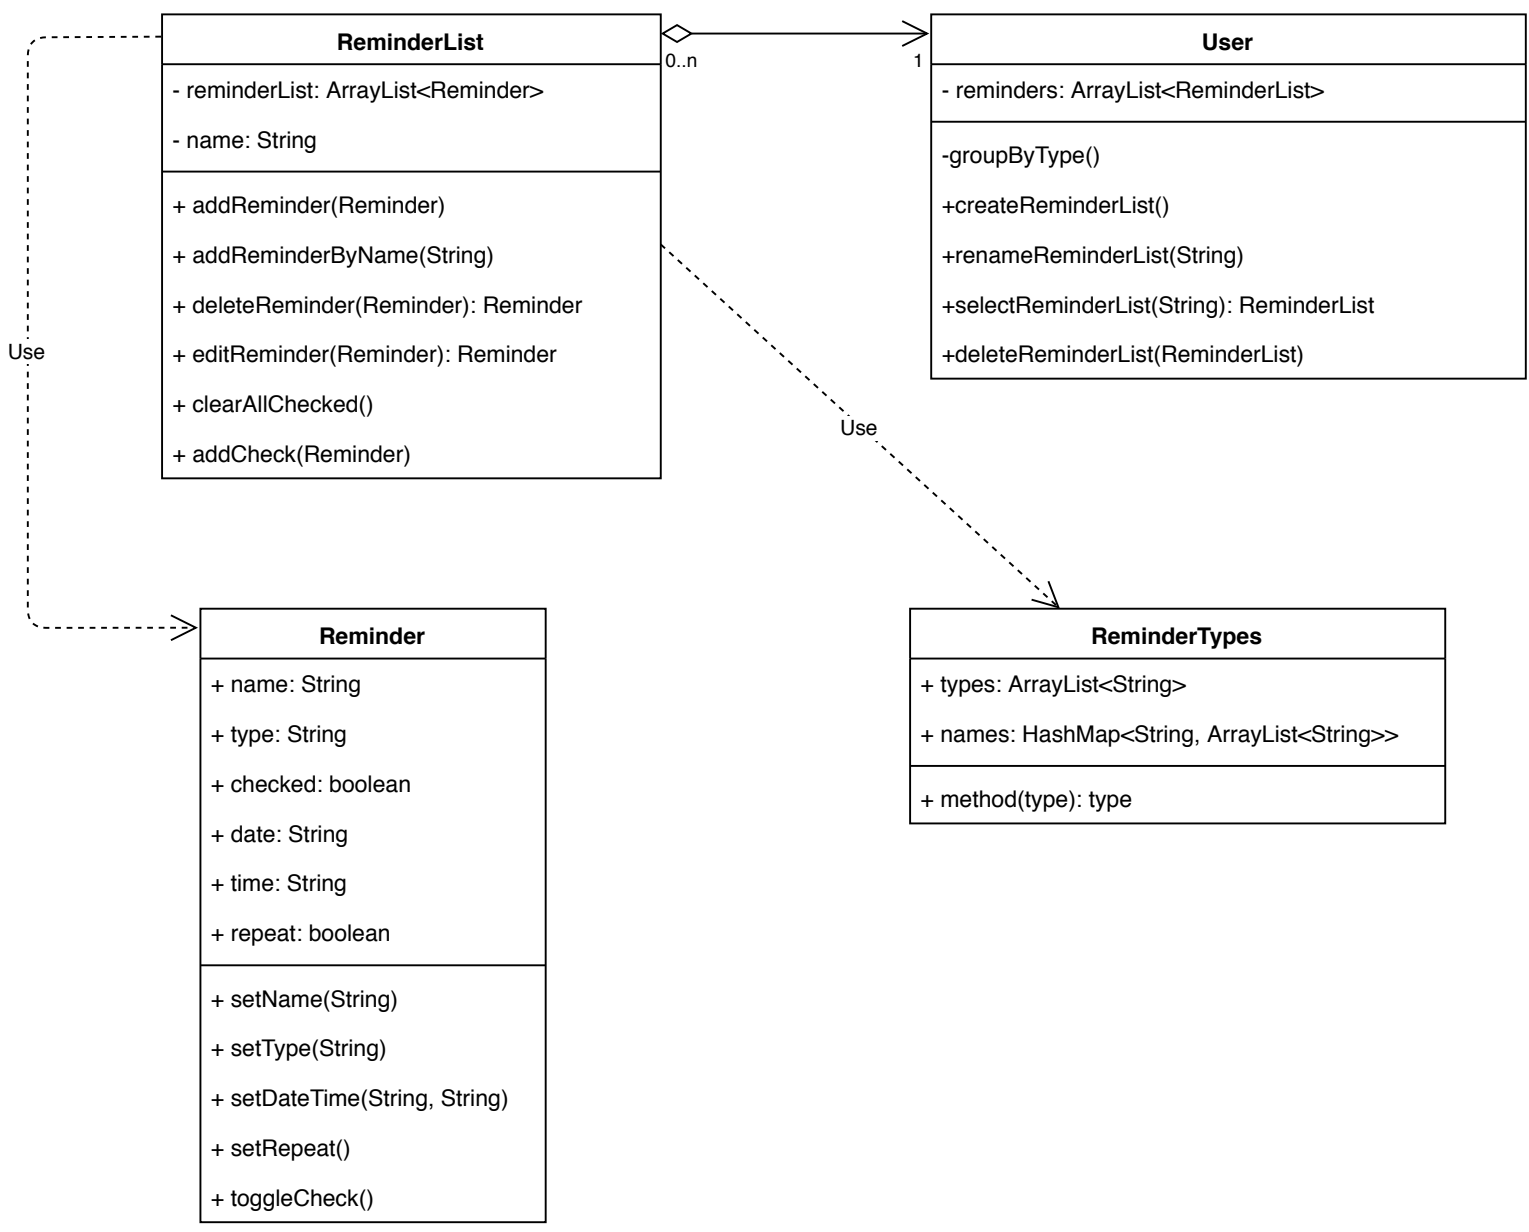 ReminderList
- reminderList: ArrayList<Reminder>
- name: String
+ addReminder(Reminder)
+ addReminderByName(String)
+ deleteReminder(Reminder): Reminder
+ editReminder(Reminder): Reminder
+ clearAllChecked()
+ addCheck(Reminder)
0..n
1
User
- reminders: ArrayList<ReminderList>
-groupByType()
+createReminderList()
+renameReminderList(String)
+selectReminderList(String): ReminderList
+deleteReminderList(ReminderList)
Use
Use
Reminder
+ name: String
+ type: String
+ checked: boolean
+ date: String
+ time: String
+ repeat: boolean
+ setName(String)
+ setType(String)
+ setDateTime(String, String)
+ setRepeat()
+ toggleCheck()
ReminderTypes
+ types: ArrayList<String>
+ names: HashMap<String, ArrayList<String>>
+ method(type): type